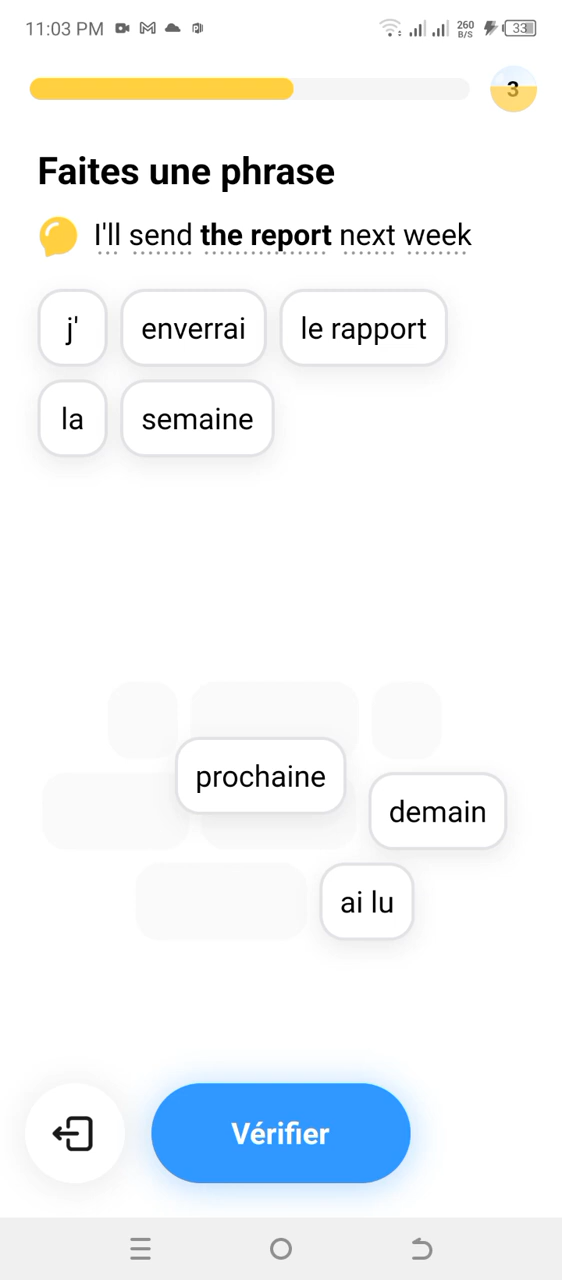 11:03 PM 260 B/S 33
3
Faites une phrase
I'll send the report next week
j' enverrai le rapport
la semaine
prochaine
demain
ai lu
Vérifier